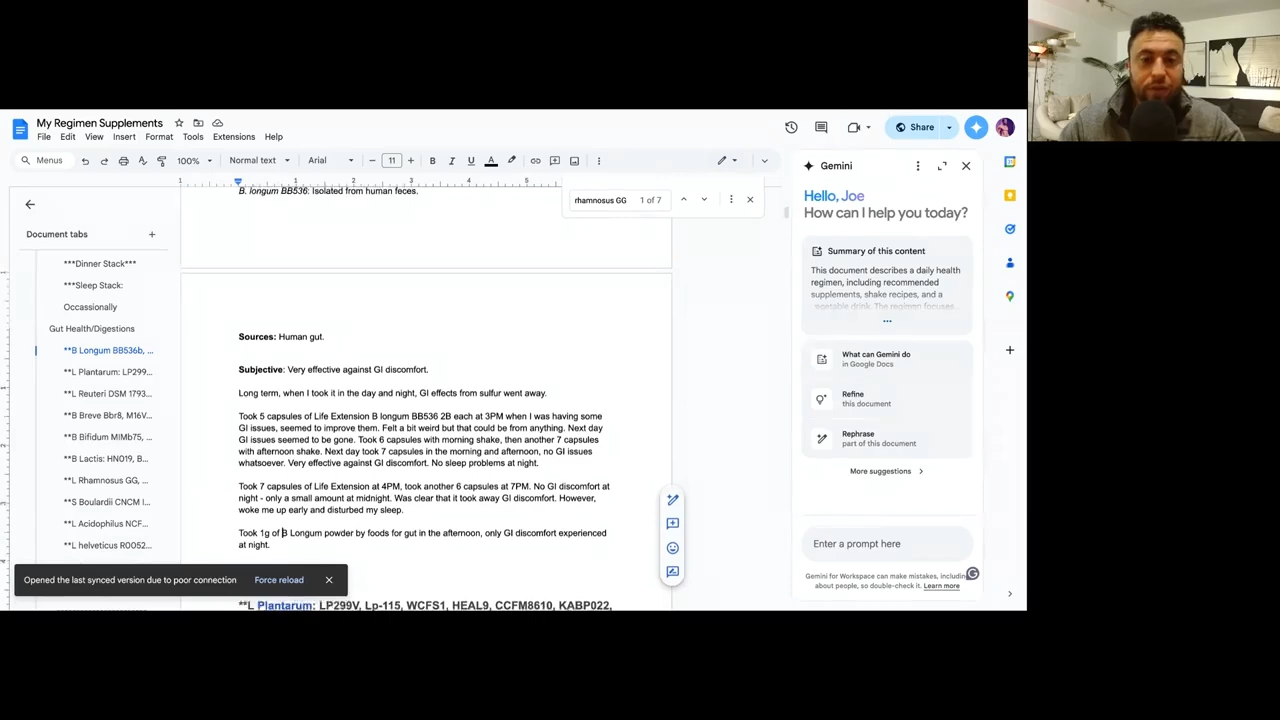 My Regimen Supplements
File Edit View Insert Format Tools Extensions Help
Share
Menus 100% Normal text Arial 11 B I U A
1 1 2 3 4 5
Document tabs
***Dinner Stack***
***Sleep Stack:
Occassionally
Gut Health/Digestions
**B Longum BB536b, ...
**L Plantarum: LP299...
**L Reuteri DSM 1793...
**B Breve Bbr8, M16V...
**B Bifidum MIMb75, ...
**B Lactis: HN019, B...
**L Rhamnosus GG, ...
**S Boulardii CNCM I...
**L Acidophilus NCF...
**L helveticus R0052...
B. longum BB536: Isolated from human feces.
rhamnosus GG 1 of 7
Sources: Human gut.
Subjective: Very effective against GI discomfort.
Long term, when I took it in the day and night, GI effects from sulfur went away.
Took 5 capsules of Life Extension B longum BB536 2B each at 3PM when I was having some
GI issues, seemed to improve them. Felt a bit weird but that could be from anything. Next day
GI issues seemed to be gone. Took 6 capsules with morning shake, then another 7 capsules
with afternoon shake. Next day took 7 capsules in the morning and afternoon, no GI issues
whatsoever. Very effective against GI discomfort. No sleep problems at night.
Took 7 capsules of Life Extension at 4PM, took another 6 capsules at 7PM. No GI discomfort at
night - only a small amount at midnight. Was clear that it took away GI discomfort. However,
woke me up early and disturbed my sleep.
Took 1g of B Longum powder by foods for gut in the afternoon, only GI discomfort experienced
at night.
**L Plantarum: LP299V, Lp-115, WCFS1, HEAL9, CCFM8610, KABP022,
Opened the last synced version due to poor connection Force reload
Gemini
Hello, Joe
How can I help you today?
Summary of this content
This document describes a daily health
regimen, including recommended
supplements, shake recipes, and a
vegetable drink. The regimen focuses
...
What can Gemini do
in Google Docs
Refine
this document
Rephrase
part of this document
More suggestions
Enter a prompt here
Gemini for Workspace can make mistakes, including
about people, so double-check it. Learn more